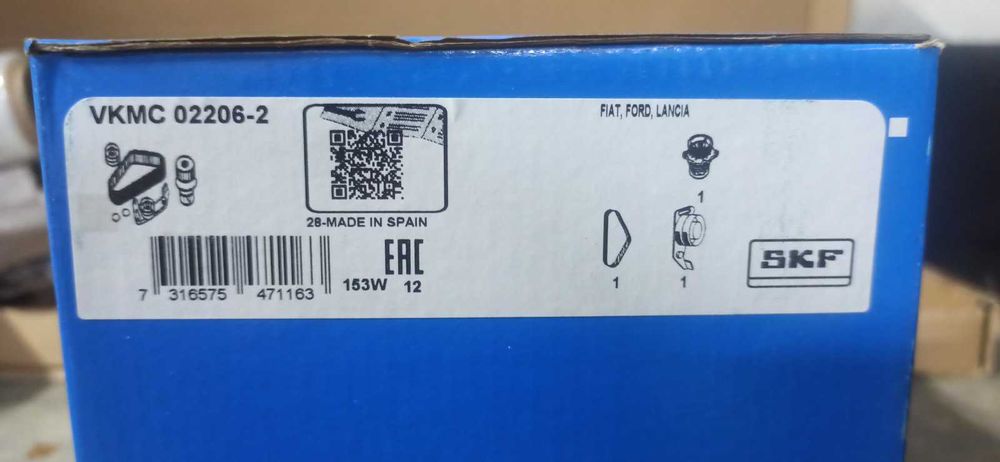 VKMC 02206-2
FIAT, FORD, LANCIA
28-MADE IN SPAIN
1
1
1
EAC
153W 12
7 316575 471163
SKF